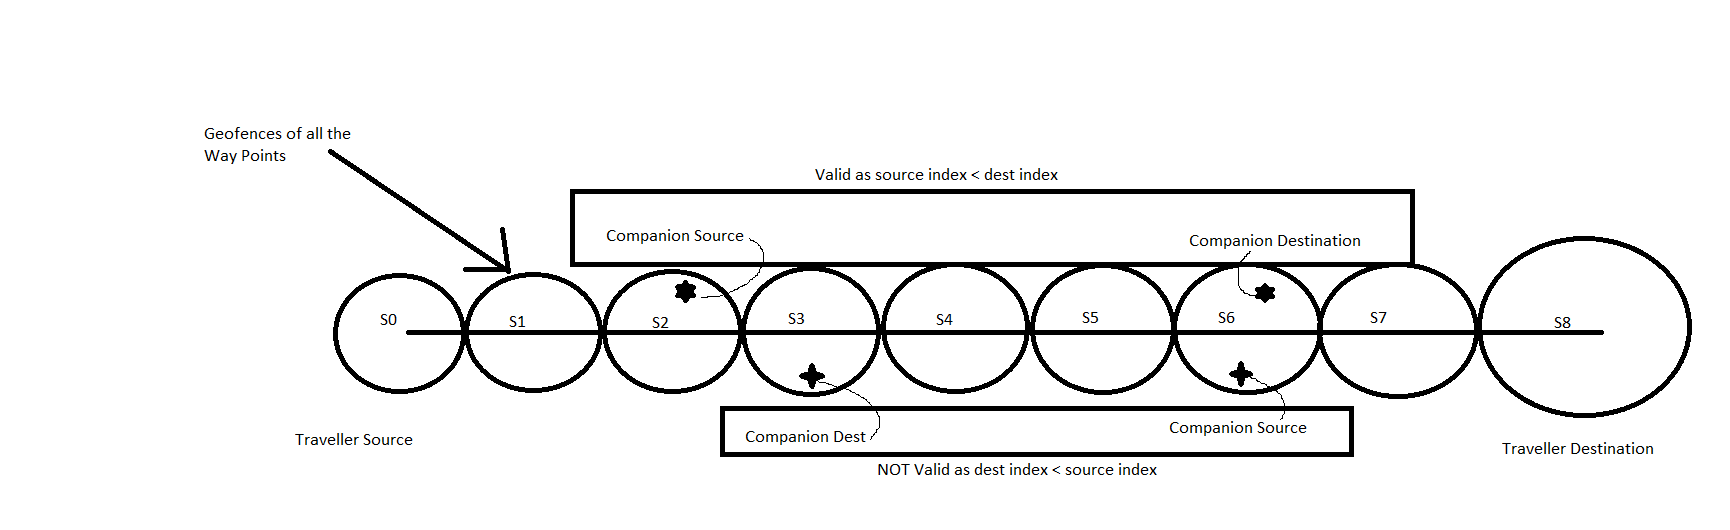 Geofences of all the
Way Points
Valid as source index < dest index
Companion Source
Companion Destination
S0
S1
S2
S3
S4
S5
S6
S7
S8
Companion Dest
Companion Source
Traveller Source
Traveller Destination
NOT Valid as dest index < source index